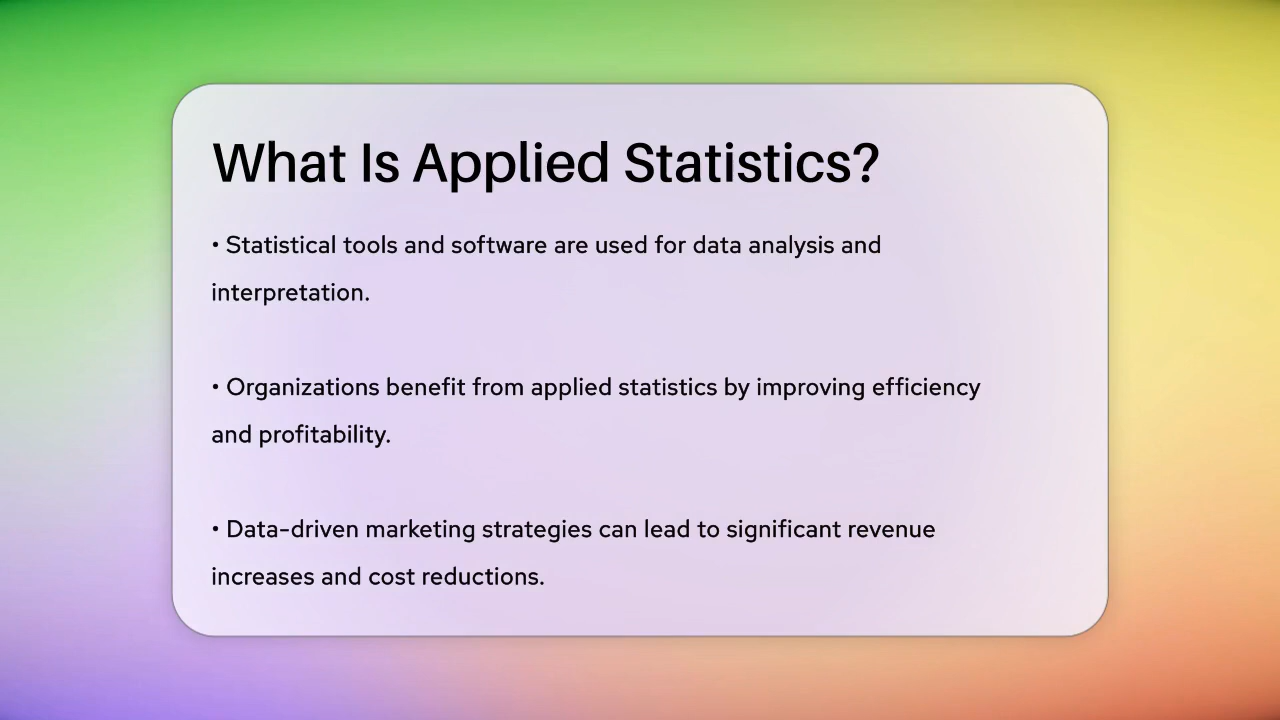 What Is Applied Statistics?
• Statistical tools and software are used for data analysis and
interpretation.
• Organizations benefit from applied statistics by improving efficiency
and profitability.
• Data-driven marketing strategies can lead to significant revenue
increases and cost reductions.